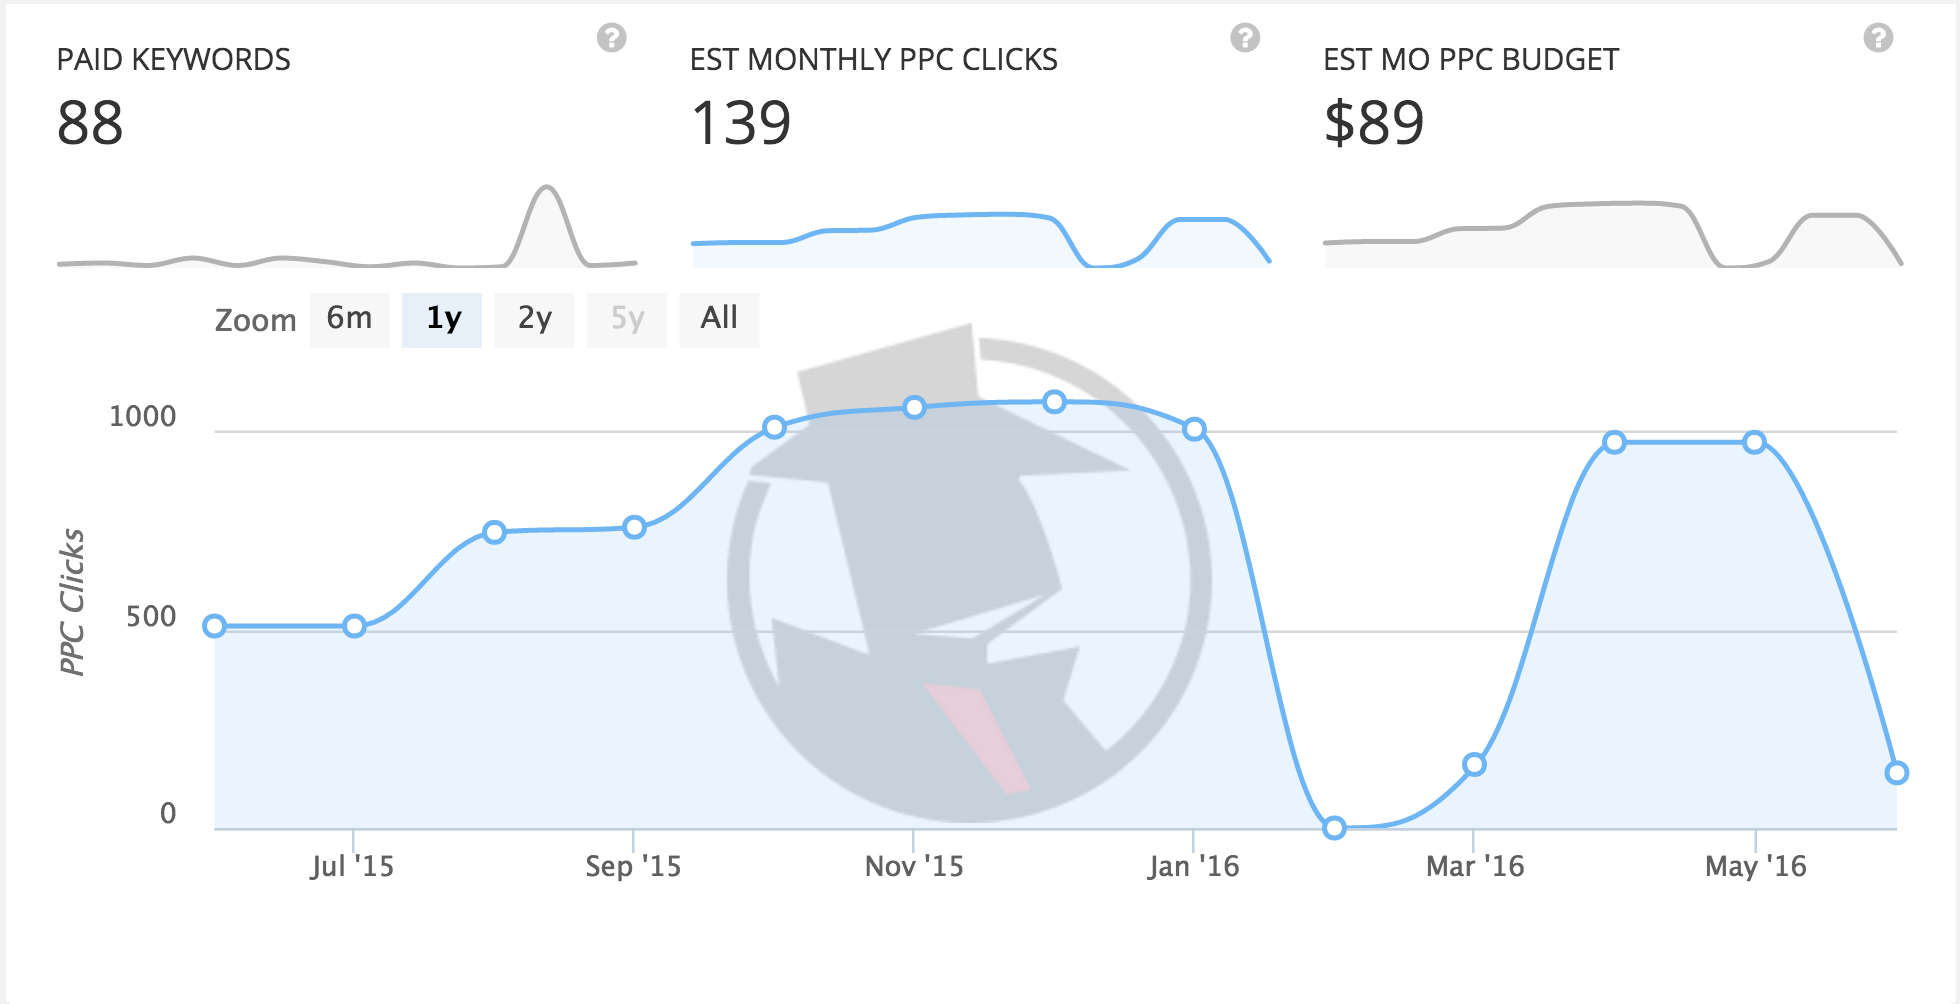 PAID KEYWORDS ?
88
EST MONTHLY PPC CLICKS ?
139
EST MO PPC BUDGET ?
$89
Zoom 6m 1y 2y 5y All
1000
500
0
PPC Clicks
Jul '15 Sep '15 Nov '15 Jan '16 Mar '16 May '16